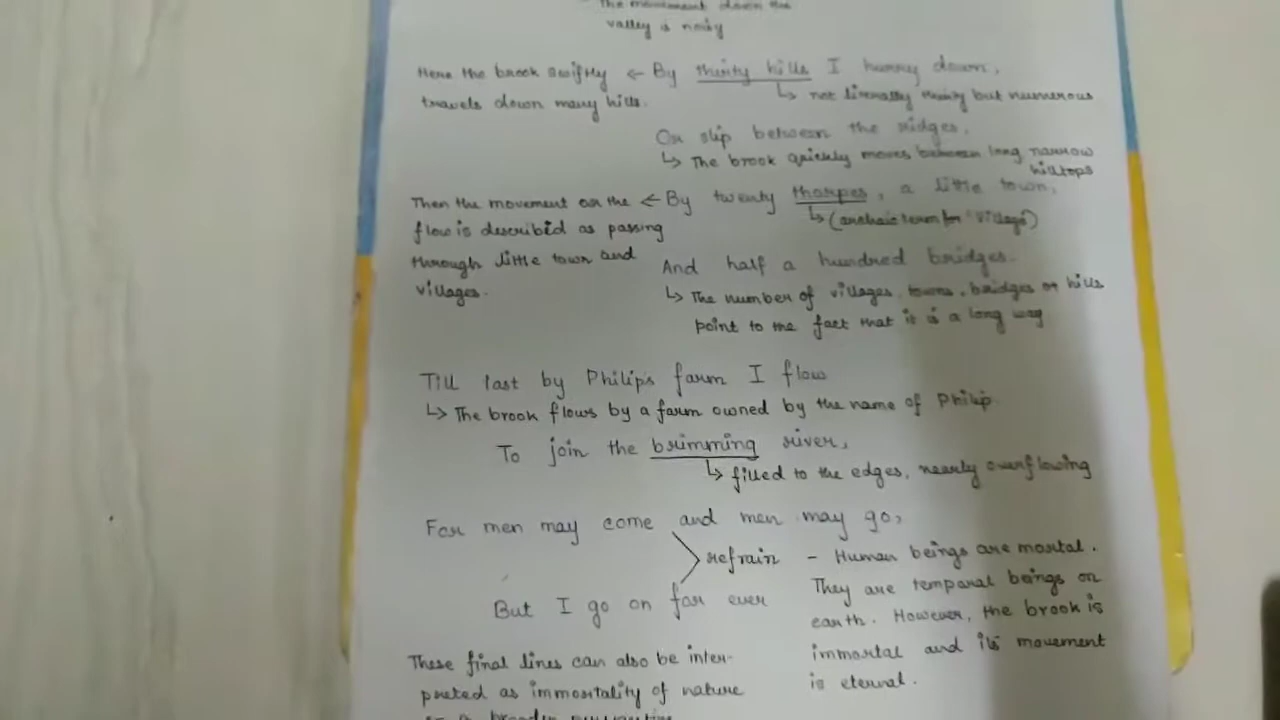 - The movement down the
valley is noisy
Here the brook swiftly ← By thirty hills I hurry down,
travels down many hills.
↳ not literally thirty but numerous
Or slip between the ridges,
↳ The brook quickly moves between long narrow
hilltops
Then the movement on the ← By twenty thorpes, a little town,
flow is described as passing
↳ (archaic term for 'village')
through little town and
villages.
And half a hundred bridges.
↳ The number of villages, towns, bridges or hills
point to the fact that it is a long way
Till last by Philip's farm I flow
↳ The brook flows by a farm owned by the name of Philip.
To join the brimming river,
↳ filled to the edges, nearly overflowing
For men may come and men may go,
refrain - Human beings are mortal.
They are temporal beings on
earth. However, the brook is
immortal and its movement
is eternal.
But I go on for ever
These final lines can also be inter-
preted as immortality of nature